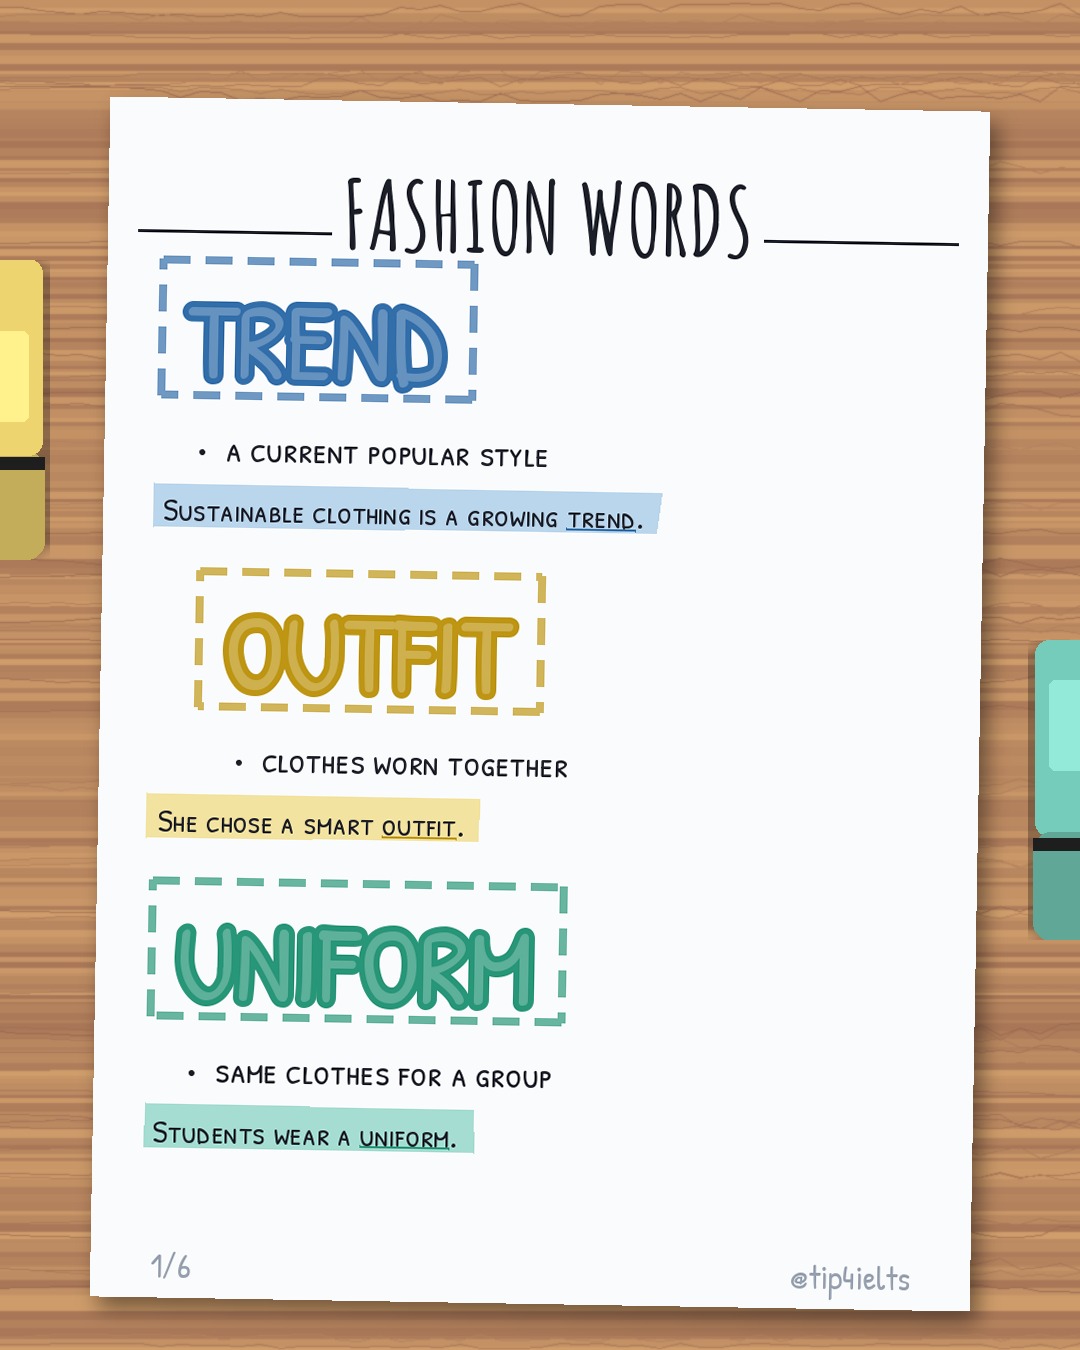 FASHION WORDS
TREND
• A CURRENT POPULAR STYLE
SUSTAINABLE CLOTHING IS A GROWING TREND.
OUTFIT
• CLOTHES WORN TOGETHER
SHE CHOSE A SMART OUTFIT.
UNIFORM
• SAME CLOTHES FOR A GROUP
STUDENTS WEAR A UNIFORM.
1/6
@tip4ielts